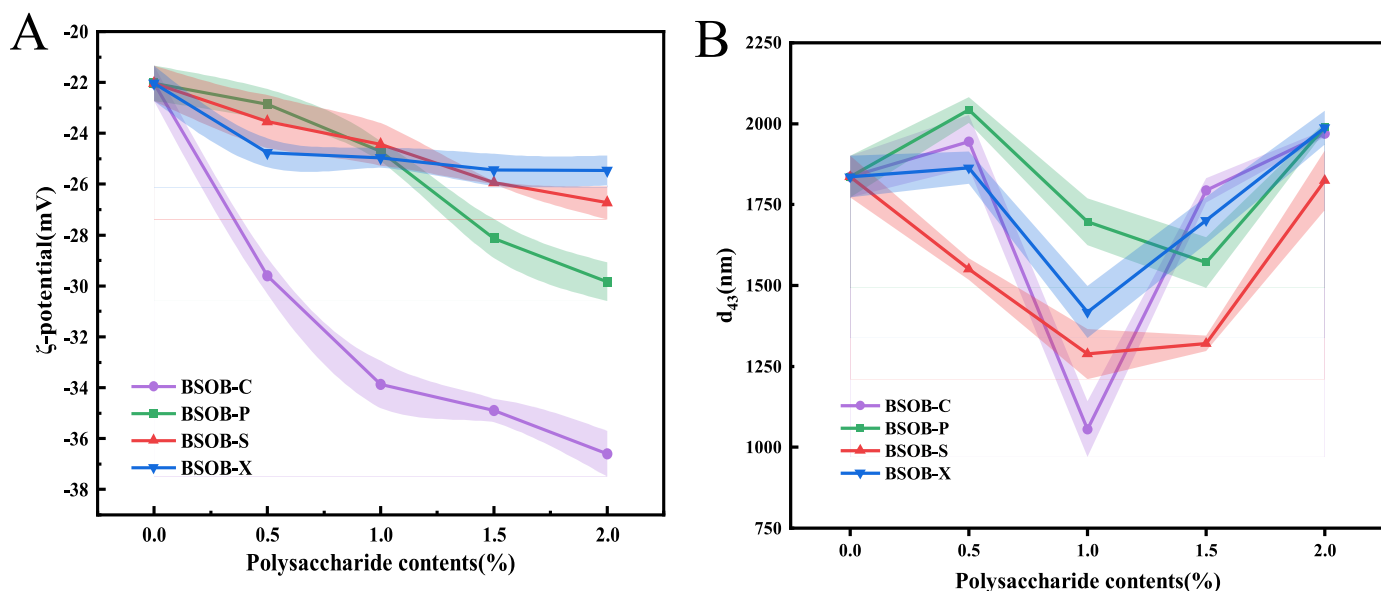 A
-20
-22
-24
-26
-28
-30
-32
-34
-36
-38
ζ-potential(mV)
BSOB-C
BSOB-P
BSOB-S
BSOB-X
0.0 0.5 1.0 1.5 2.0
Polysaccharide contents(%)
B
2250
2000
1750
1500
1250
1000
750
d43(nm)
BSOB-C
BSOB-P
BSOB-S
BSOB-X
0.0 0.5 1.0 1.5 2.0
Polysaccharide contents(%)